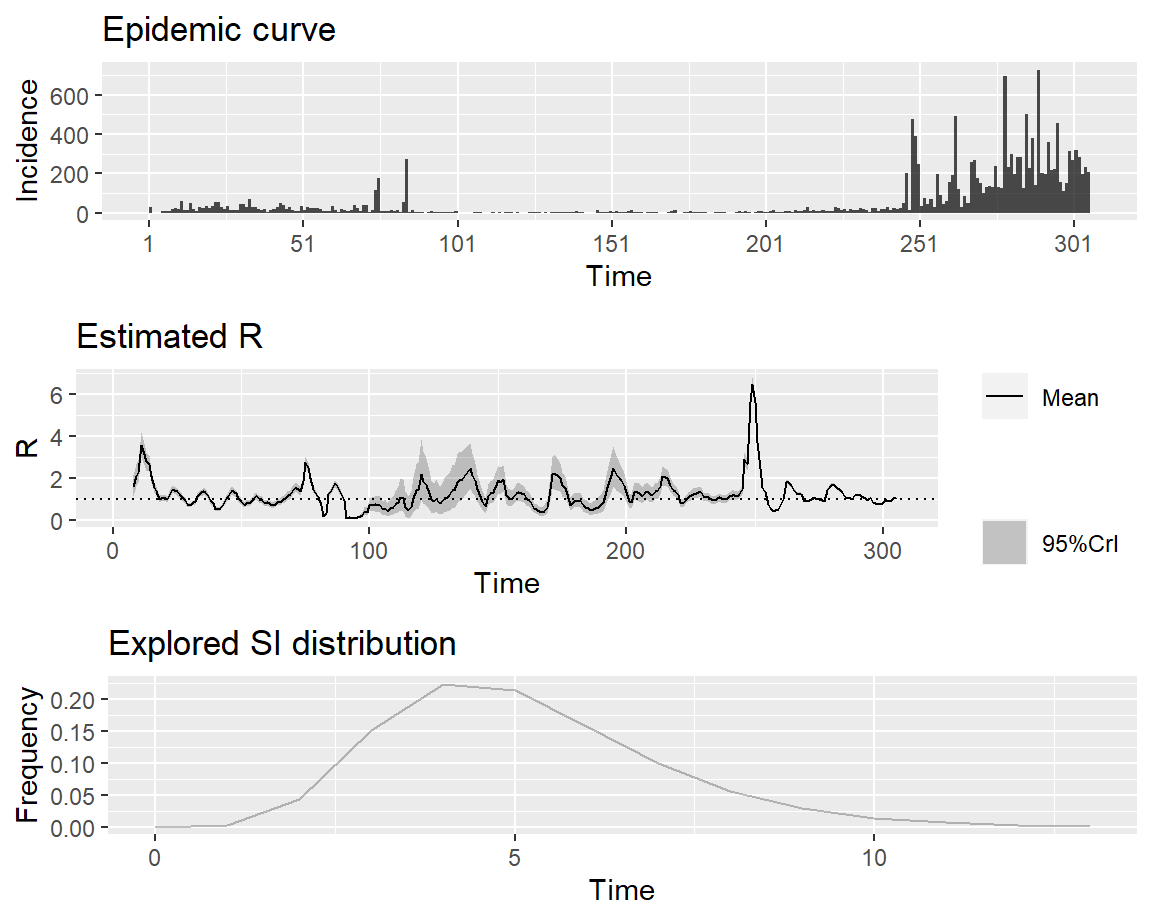 Epidemic curve
Incidence
600
400
200
0
1 51 101 151 201 251 301
Time
Estimated R
R
6
4
2
0
0 100 200 300
Time
Mean
95%CrI
Explored SI distribution
Frequency
0.20
0.15
0.10
0.05
0.00
0 5 10
Time